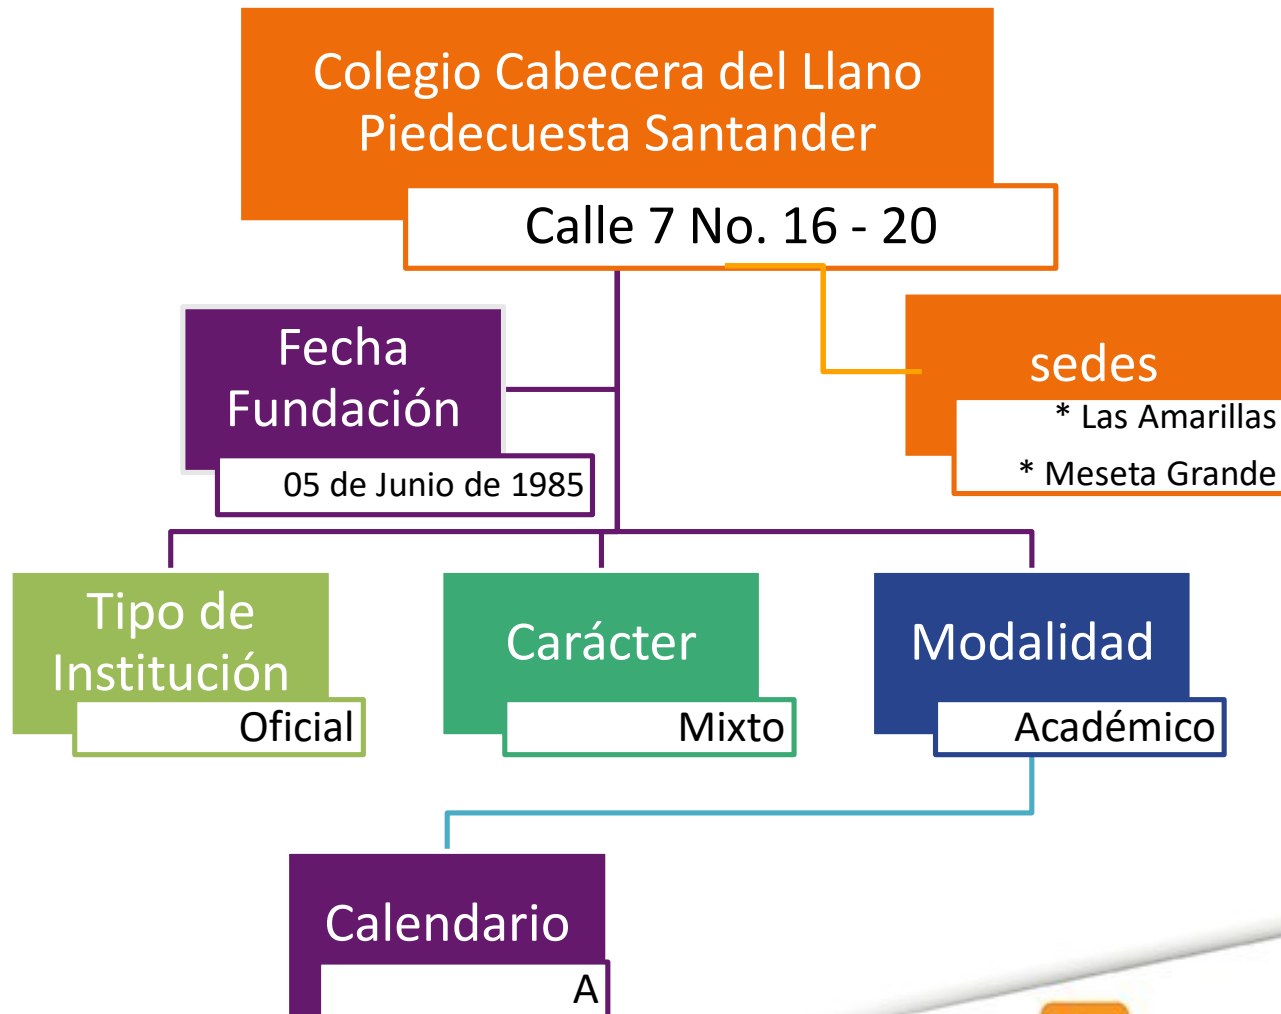 Colegio Cabecera del Llano
Piedecuesta Santander
Calle 7 No. 16 - 20
Fecha
Fundación
05 de Junio de 1985
sedes
* Las Amarillas
* Meseta Grande
Tipo de
Institución
Oficial
Carácter
Mixto
Modalidad
Académico
Calendario
A